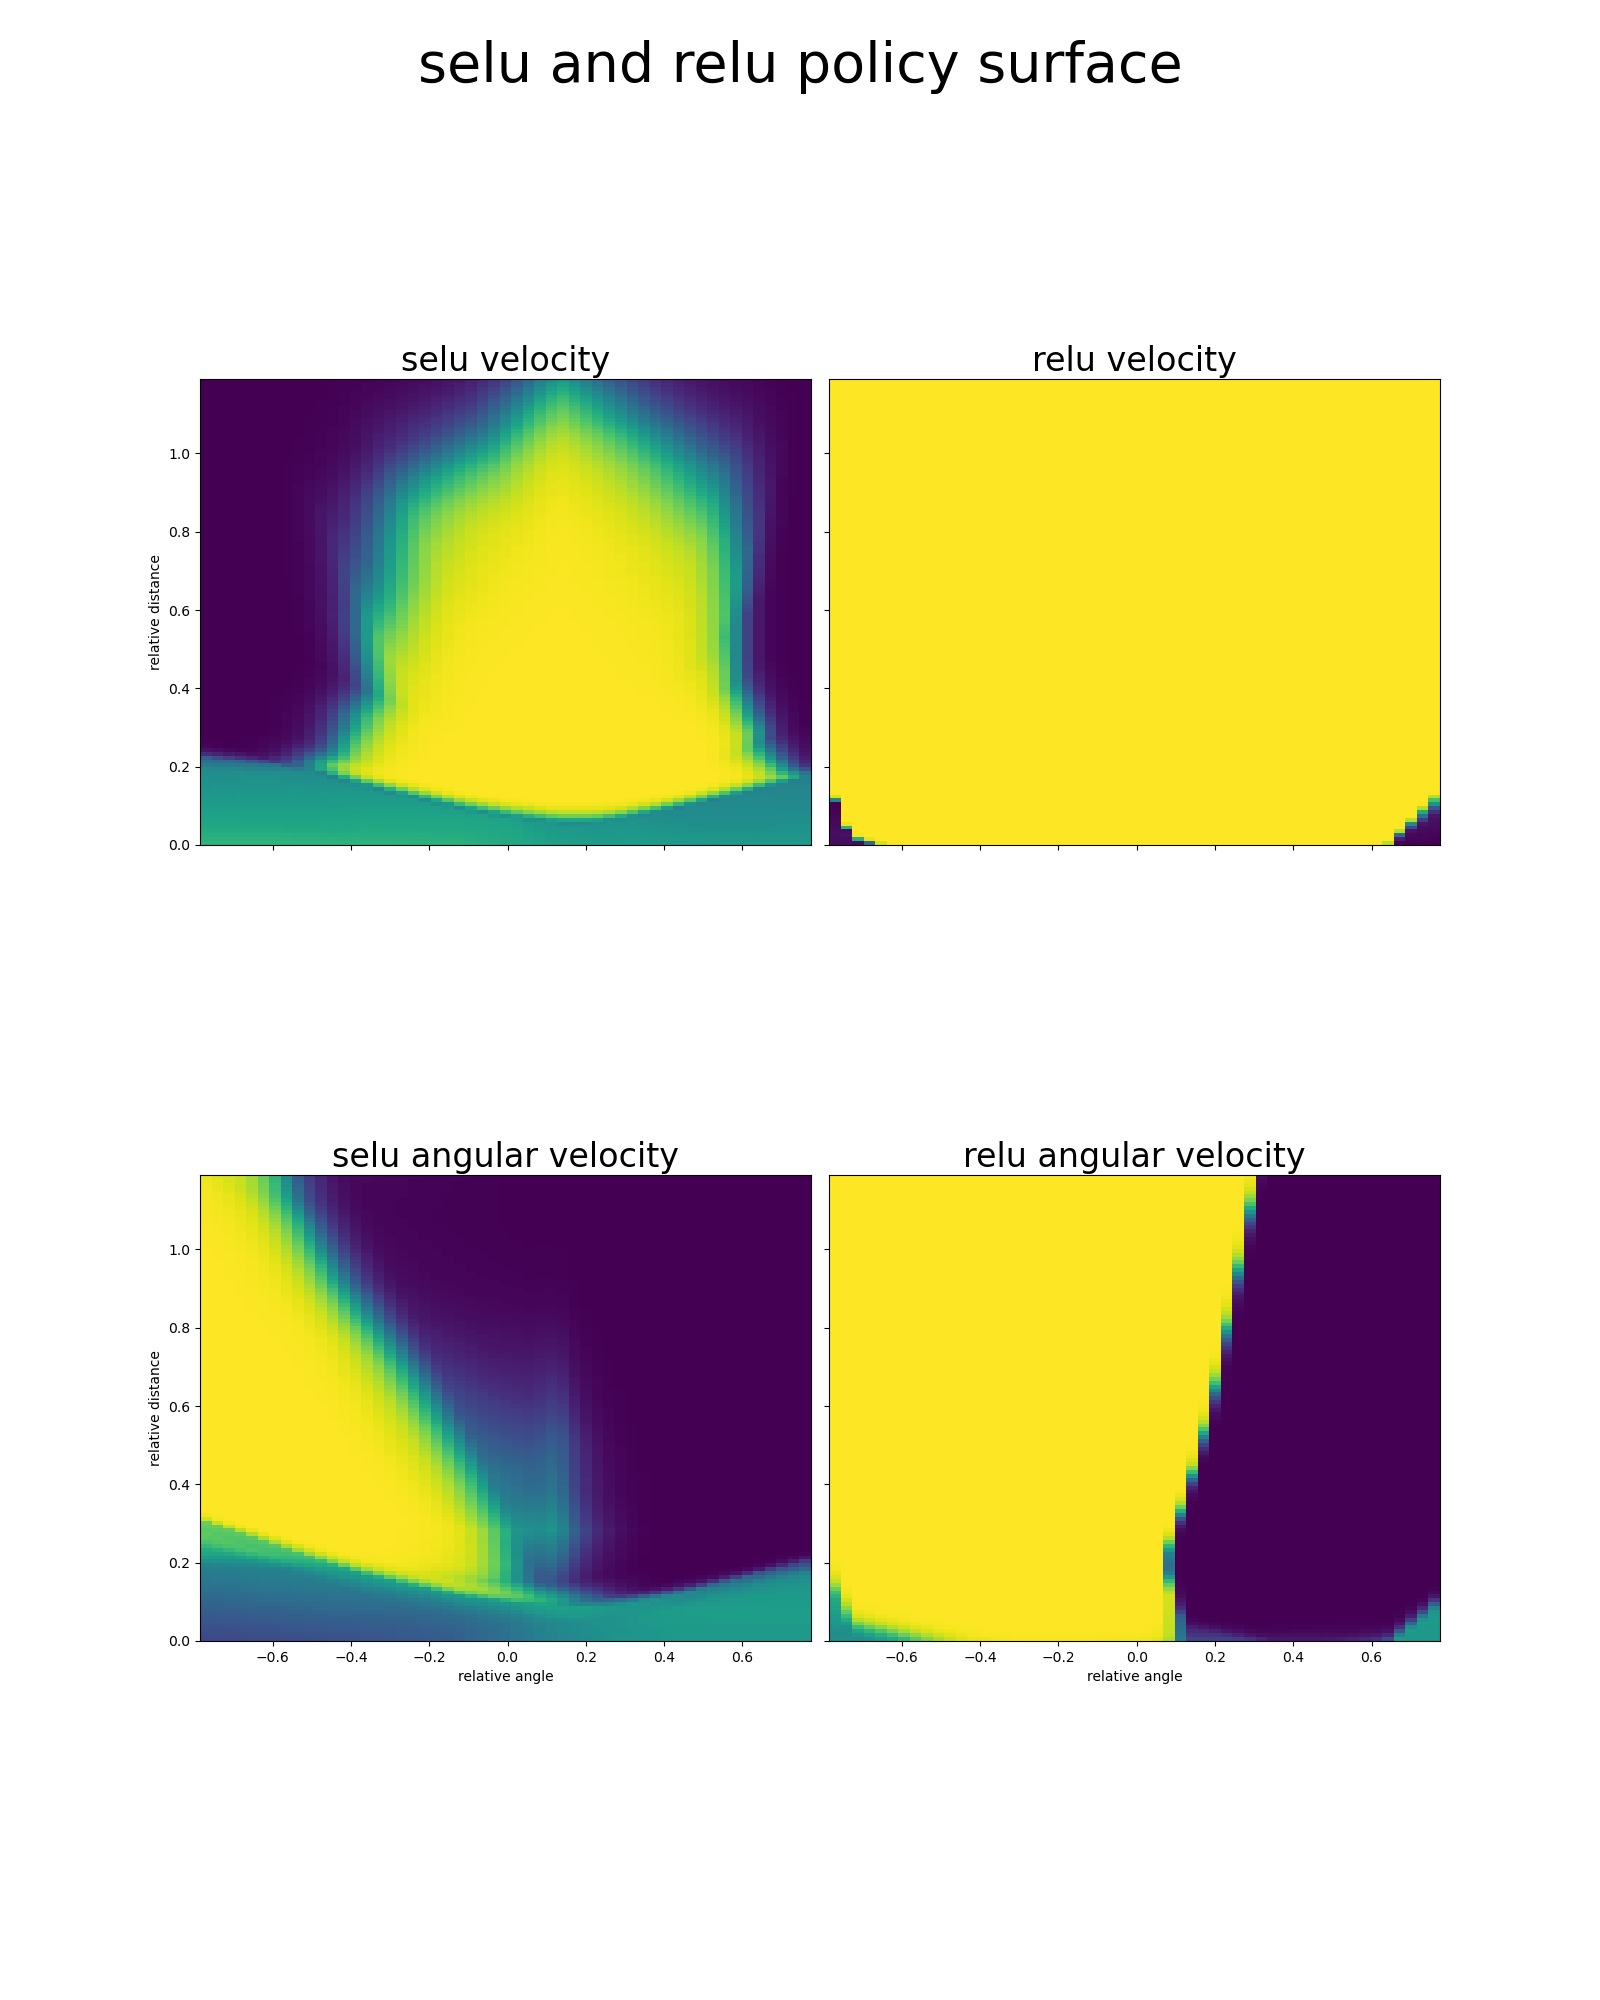 selu and relu policy surface
selu velocity
relu velocity
1.0
0.8
0.6
0.4
0.2
0.0
relative distance
selu angular velocity
relu angular velocity
1.0
0.8
0.6
0.4
0.2
0.0
relative distance
−0.6 −0.4 −0.2 0.0 0.2 0.4 0.6
relative angle
−0.6 −0.4 −0.2 0.0 0.2 0.4 0.6
relative angle